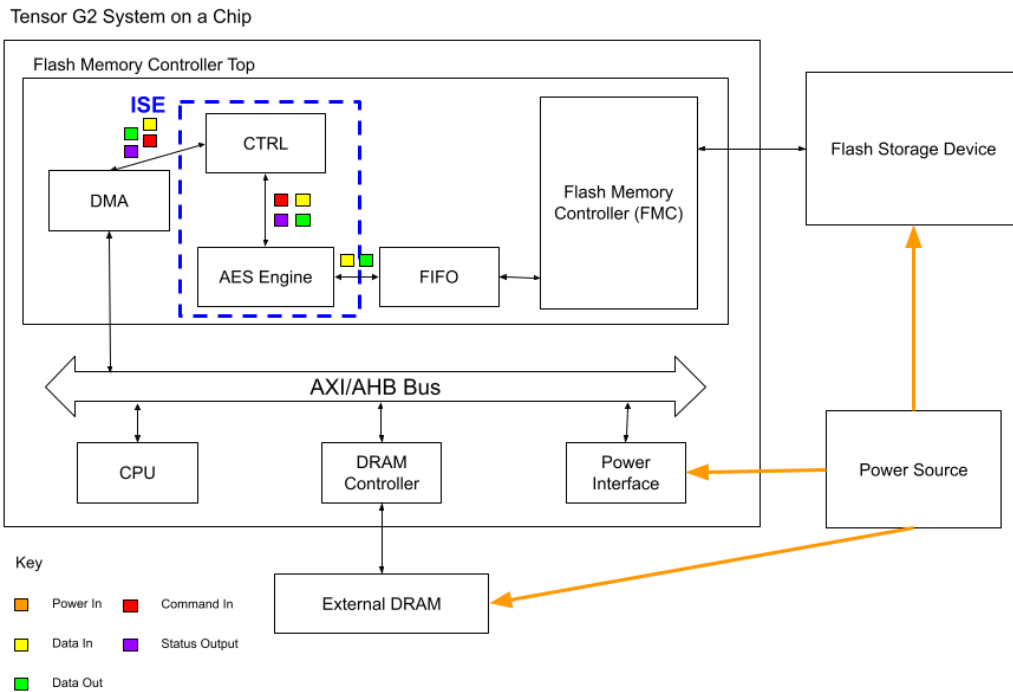 Tensor G2 System on a Chip
Flash Memory Controller Top
ISE
CTRL
DMA
AES Engine
FIFO
Flash Memory
Controller (FMC)
Flash Storage Device
AXI/AHB Bus
CPU
DRAM
Controller
Power
Interface
Power Source
External DRAM
Key
Power In
Command In
Data In
Status Output
Data Out